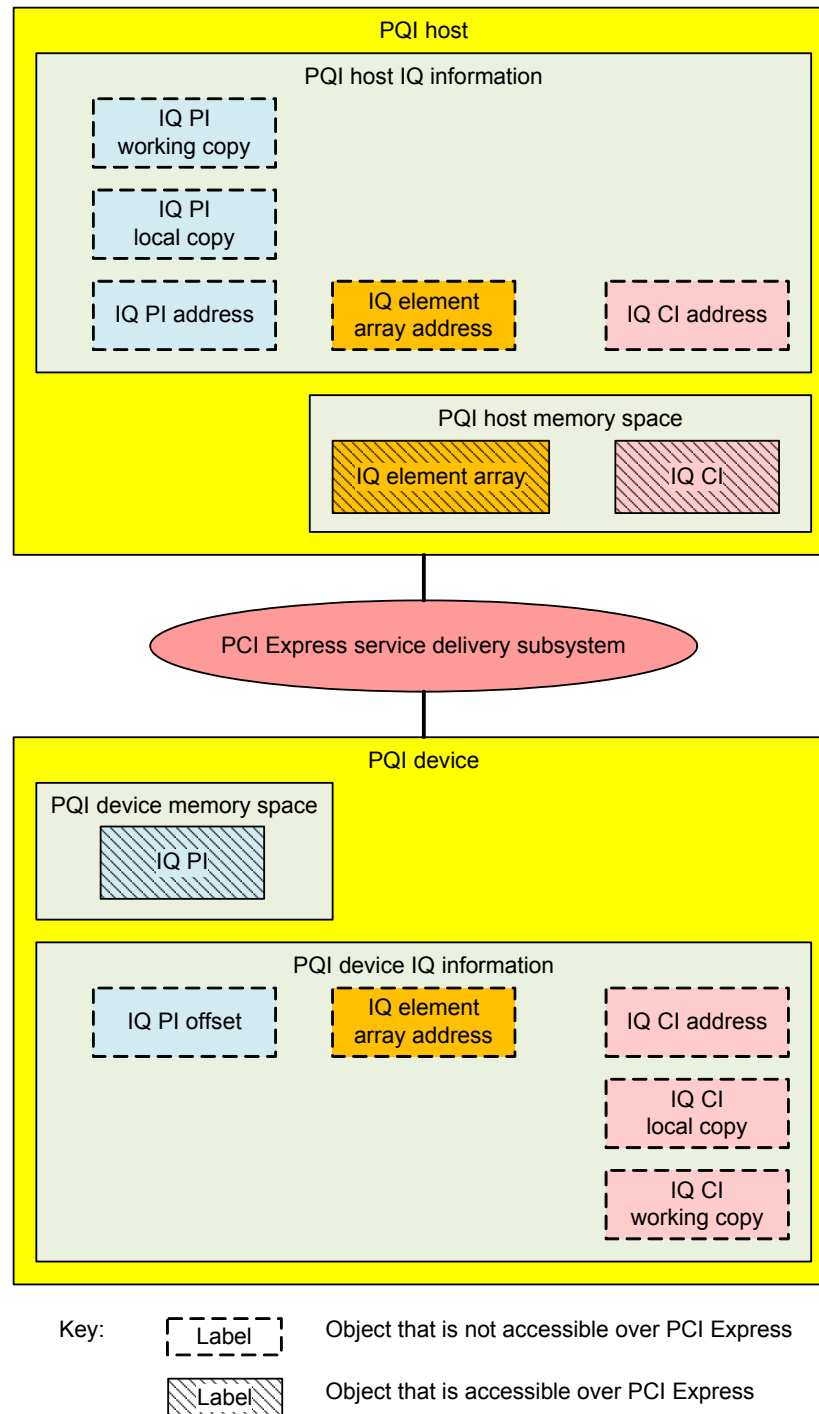 PQI host
PQI host IQ information
IQ PI
working copy
IQ PI
local copy
IQ PI address
IQ element
array address
IQ CI address
PQI host memory space
IQ element array
IQ CI
PCI Express service delivery subsystem
PQI device
PQI device memory space
IQ PI
PQI device IQ information
IQ PI offset
IQ element
array address
IQ CI address
IQ CI
local copy
IQ CI
working copy
Key:
Label
Object that is not accessible over PCI Express
Label
Object that is accessible over PCI Express